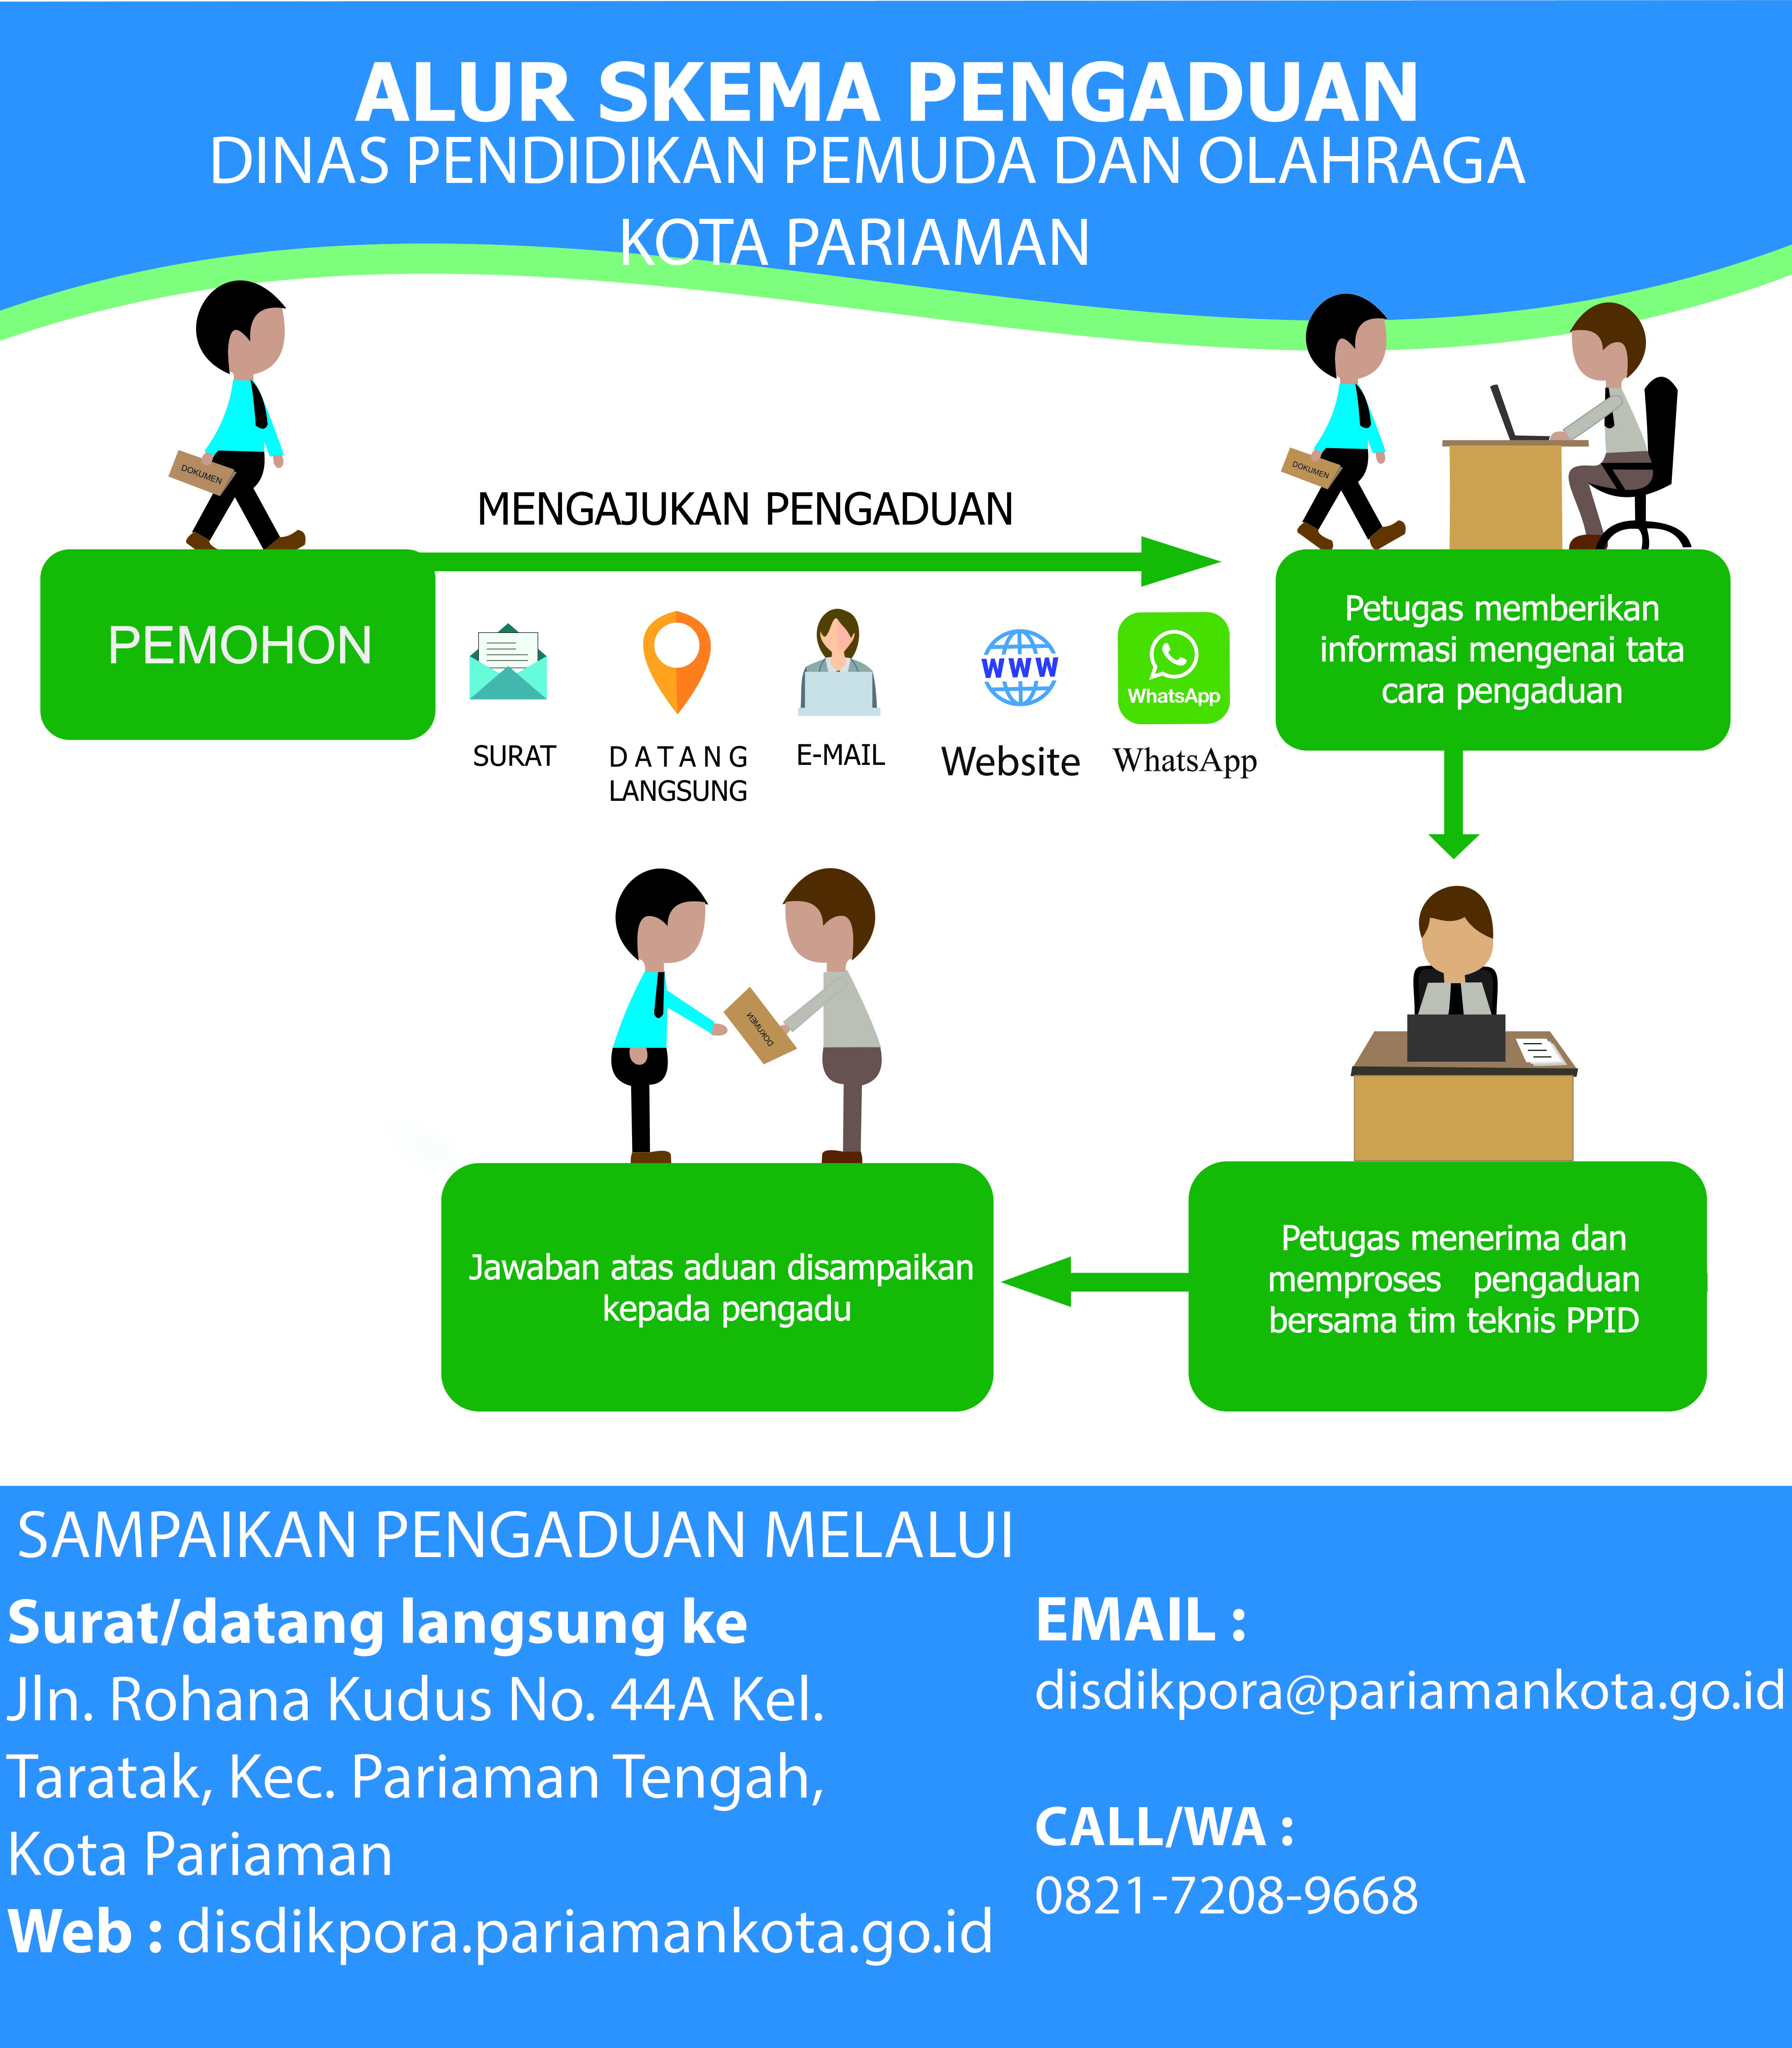 ALUR SKEMA PENGADUAN
DINAS PENDIDIKAN PEMUDA DAN OLAHRAGA
KOTA PARIAMAN
DOKUMEN
DOKUMEN
MENGAJUKAN PENGADUAN
PEMOHON
WWW
WhatsApp
SURAT
DATANG
LANGSUNG
E-MAIL
Website
WhatsApp
Petugas memberikan
informasi mengenai tata
cara pengaduan
DOKUMEN
Petugas menerima dan
memproses pengaduan
bersama tim teknis PPID
Jawaban atas aduan disampaikan
kepada pengadu
SAMPAIKAN PENGADUAN MELALUI
Surat/datang langsung ke
Jln. Rohana Kudus No. 44A Kel.
Taratak, Kec. Pariaman Tengah,
Kota Pariaman
Web : disdikpora.pariamankota.go.id
EMAIL :
disdikpora@pariamankota.go.id
CALL/WA :
0821-7208-9668